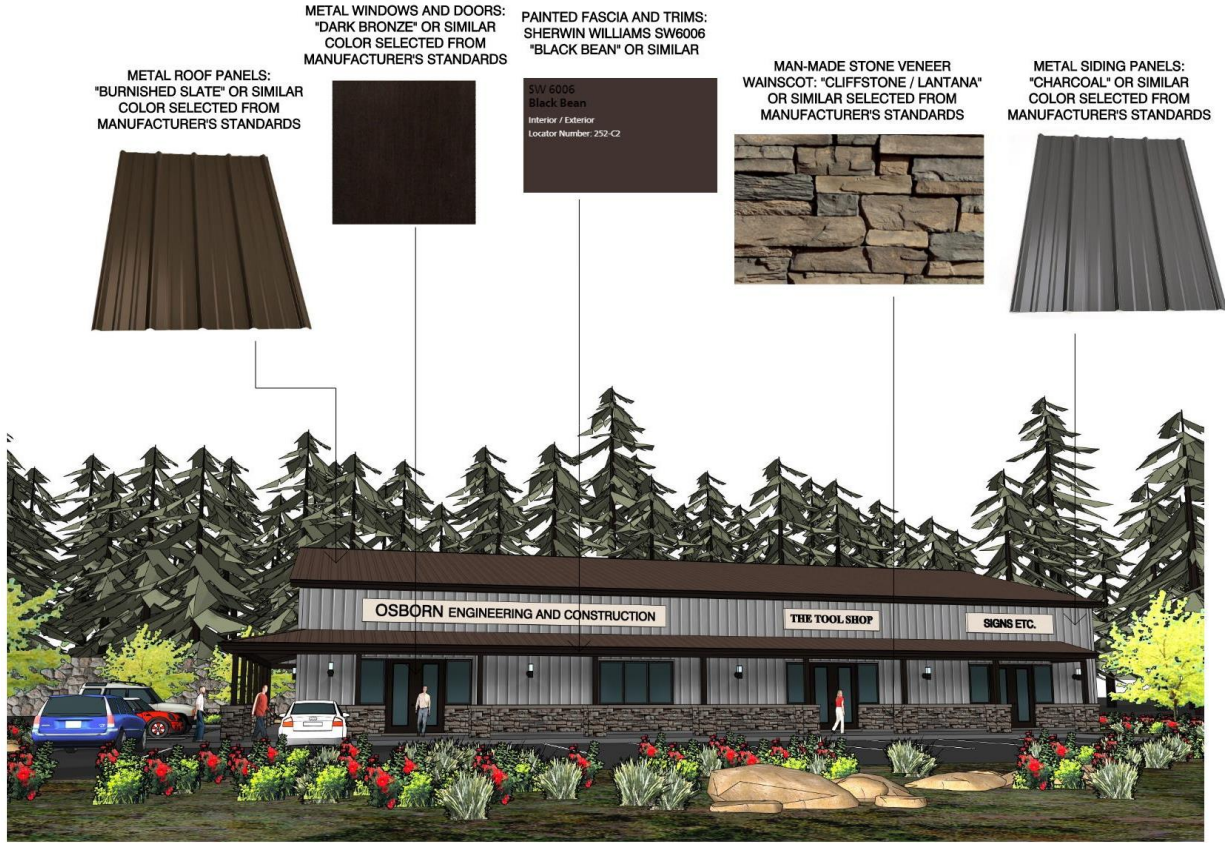 METAL ROOF PANELS:
"BURNISHED SLATE" OR SIMILAR
COLOR SELECTED FROM
MANUFACTURER'S STANDARDS
METAL WINDOWS AND DOORS:
"DARK BRONZE" OR SIMILAR
COLOR SELECTED FROM
MANUFACTURER'S STANDARDS
PAINTED FASCIA AND TRIMS:
SHERWIN WILLIAMS SW6006
"BLACK BEAN" OR SIMILAR
SW 6006
Black Bean
Interior / Exterior
Locator Number: 252-C2
MAN-MADE STONE VENEER
WAINSCOT: "CLIFFSTONE / LANTANA"
OR SIMILAR SELECTED FROM
MANUFACTURER'S STANDARDS
METAL SIDING PANELS:
"CHARCOAL" OR SIMILAR
COLOR SELECTED FROM
MANUFACTURER'S STANDARDS
OSBORN ENGINEERING AND CONSTRUCTION
THE TOOL SHOP
SIGNS ETC.